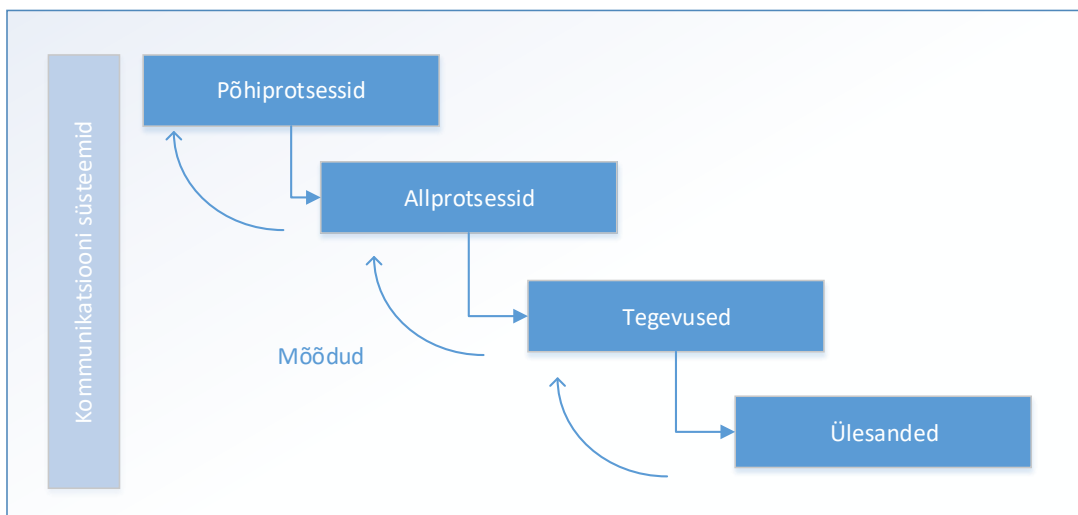 Kommunikatsiooni süsteemid
Põhiprotsessid
Allprotsessid
Tegevused
Mõõdud
Ülesanded